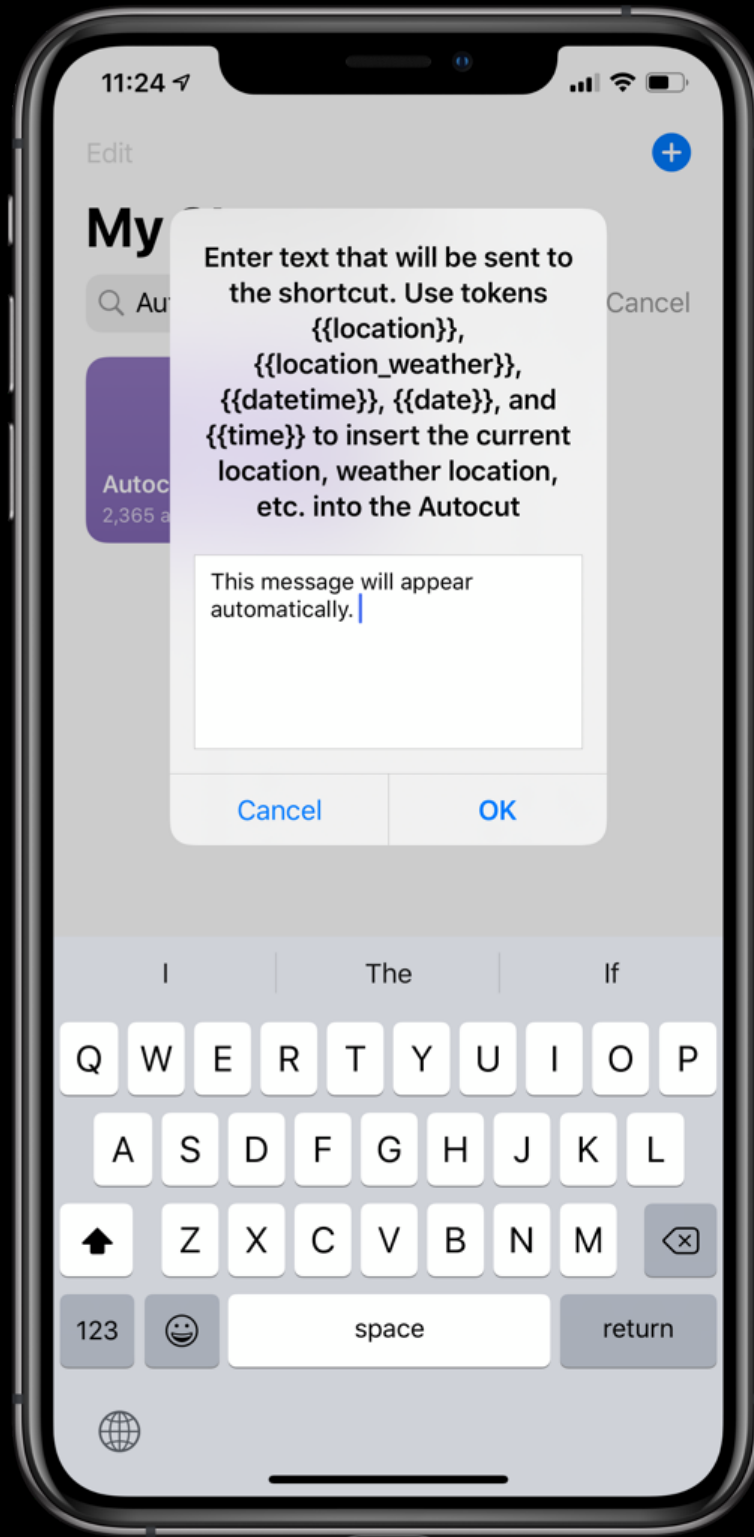 11:24
Edit
My
Au
Cancel
Enter text that will be sent to
the shortcut. Use tokens
{{location}},
{{location_weather}},
{{datetime}}, {{date}}, and
{{time}} to insert the current
location, weather location,
etc. into the Autocut
Autoc
2,365 a
This message will appear
automatically.
Cancel
OK
I
The
If
Q W E R T Y U I O P
A S D F G H J K L
Z X C V B N M
123
space
return